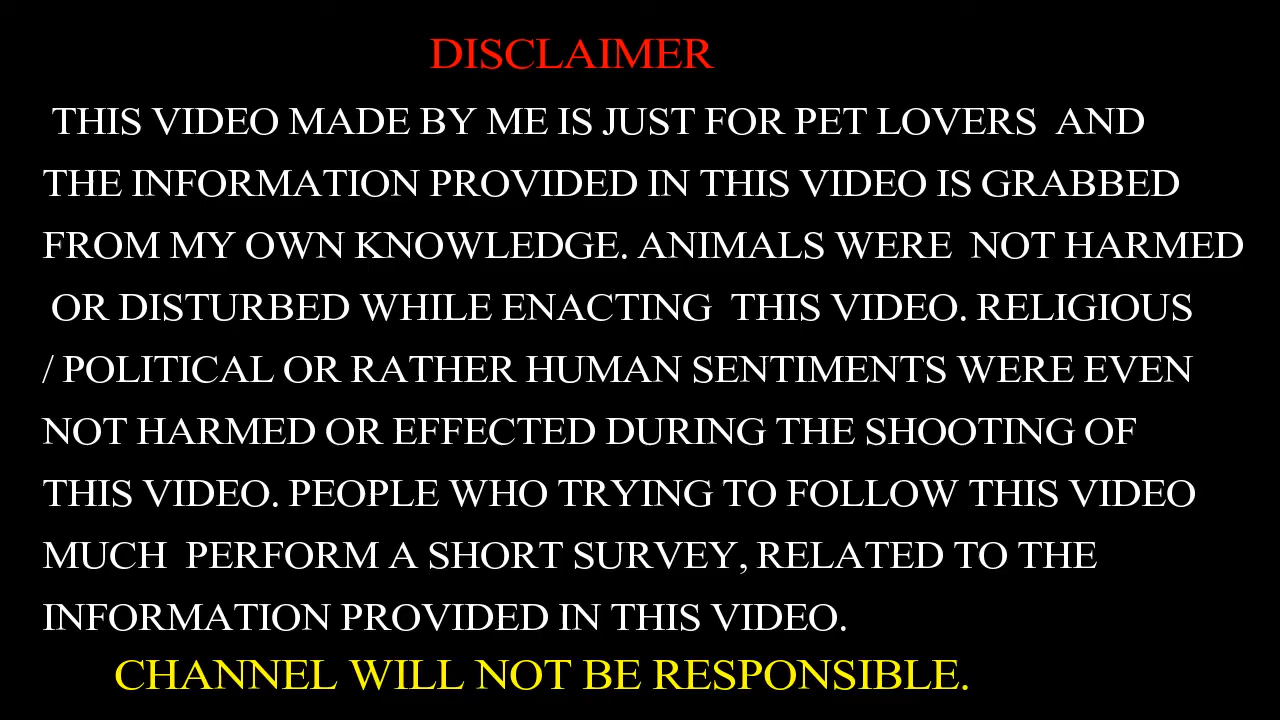 DISCLAIMER
THIS VIDEO MADE BY ME IS JUST FOR PET LOVERS AND
THE INFORMATION PROVIDED IN THIS VIDEO IS GRABBED
FROM MY OWN KNOWLEDGE. ANIMALS WERE NOT HARMED
OR DISTURBED WHILE ENACTING THIS VIDEO. RELIGIOUS
/ POLITICAL OR RATHER HUMAN SENTIMENTS WERE EVEN
NOT HARMED OR EFFECTED DURING THE SHOOTING OF
THIS VIDEO. PEOPLE WHO TRYING TO FOLLOW THIS VIDEO
MUCH PERFORM A SHORT SURVEY, RELATED TO THE
INFORMATION PROVIDED IN THIS VIDEO.
CHANNEL WILL NOT BE RESPONSIBLE.